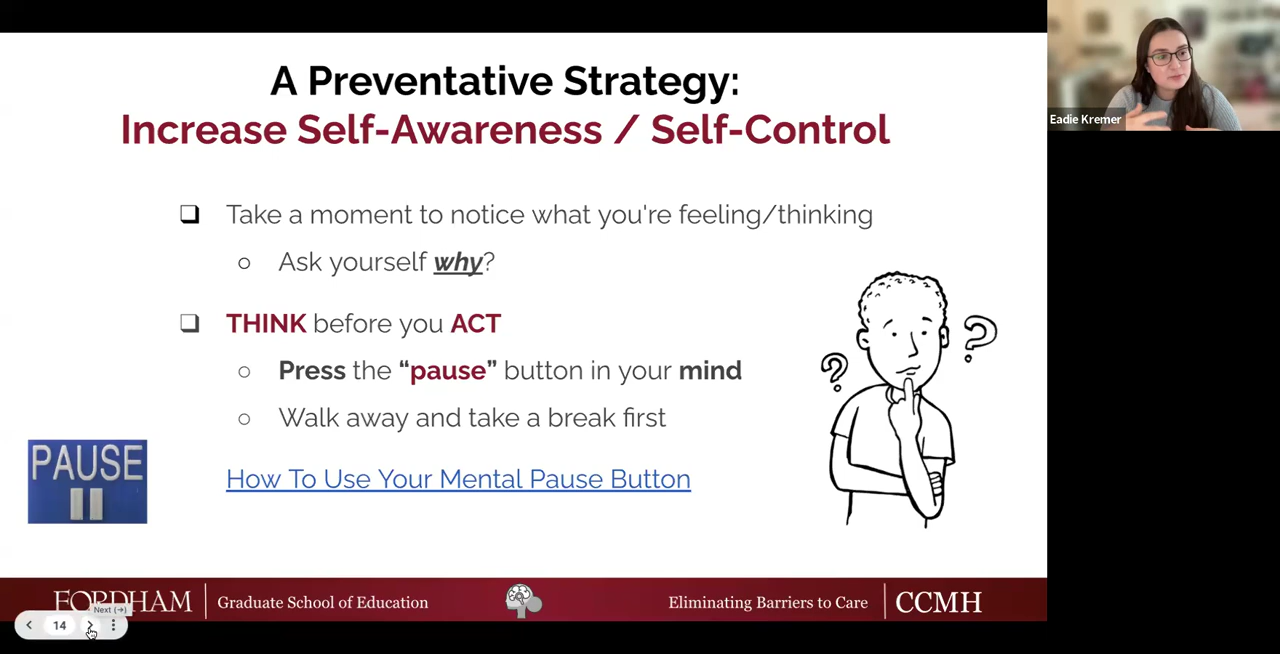 A Preventative Strategy:
Increase Self-Awareness / Self-Control
Take a moment to notice what you're feeling/thinking
Ask yourself why?
THINK before you ACT
Press the “pause” button in your mind
Walk away and take a break first
How To Use Your Mental Pause Button
PAUSE
? ?
FORDHAM
Graduate School of Education
Eliminating Barriers to Care
CCMH
Next (→)
14
Eadie Kremer